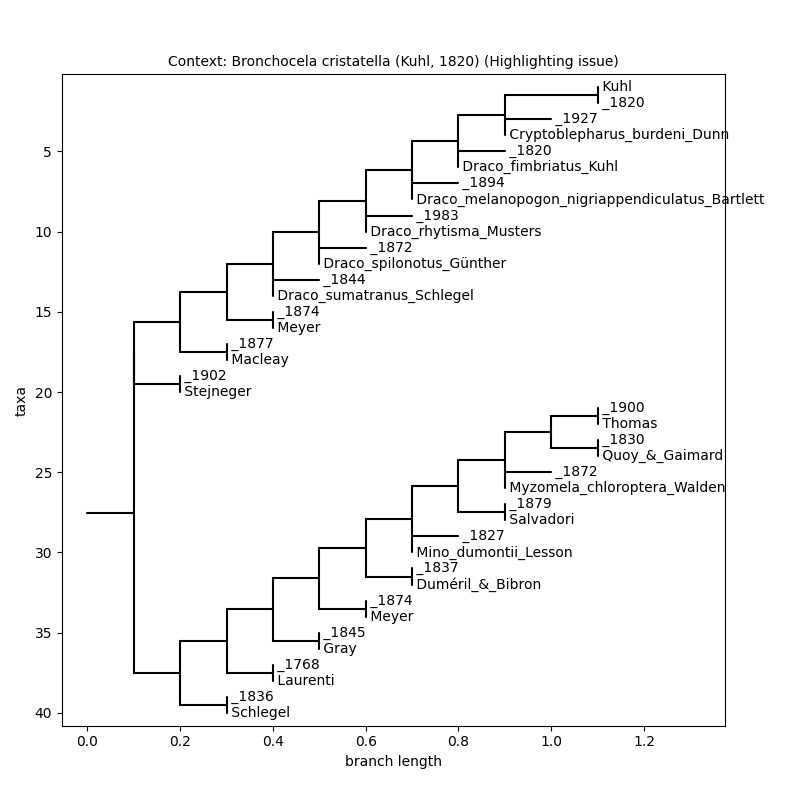 Context: Bronchocela cristatella (Kuhl, 1820) (Highlighting issue)
Kuhl
_1820
_1927
Cryptoblepharus_burdeni_Dunn
_1820
Draco_fimbriatus_Kuhl
_1894
Draco_melanopogon_nigriappendiculatus_Bartlett
_1983
Draco_rhytisma_Musters
_1872
Draco_spilonotus_Günther
_1844
Draco_sumatranus_Schlegel
_1874
Meyer
_1877
Macleay
_1902
Stejneger
_1900
Thomas
_1830
Quoy_&_Gaimard
_1872
Myzomela_chloroptera_Walden
_1879
Salvadori
_1827
Mino_dumontii_Lesson
_1837
Duméril_&_Bibron
_1874
Meyer
_1845
Gray
_1768
Laurenti
_1836
Schlegel
5
10
15
20
25
30
35
40
taxa
0.0 0.2 0.4 0.6 0.8 1.0 1.2
branch length